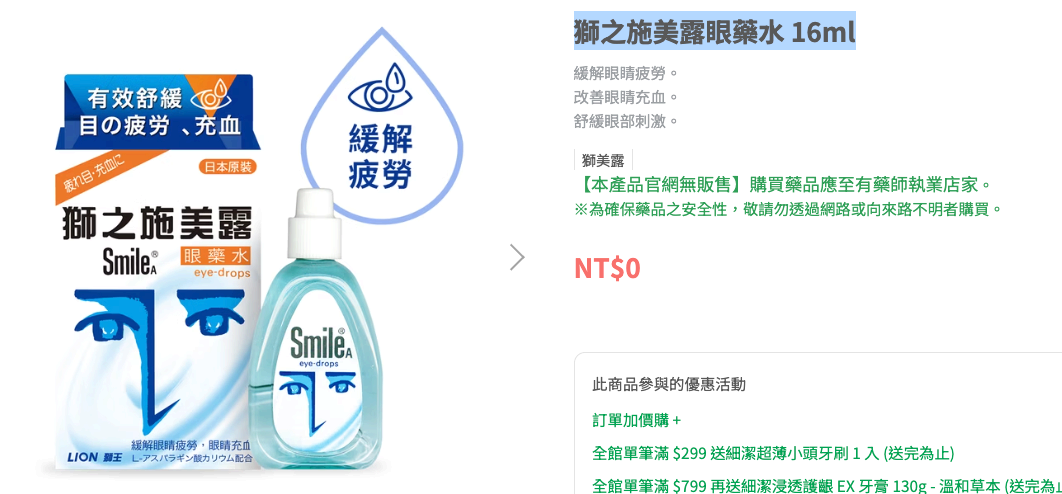 獅之施美露眼藥水 16ml
緩解眼睛疲勞。
改善眼睛充血。
舒緩眼部刺激。
獅美露
【本產品官網無販售】購買藥品應至有藥師執業店家。
※為確保藥品之安全性，敬請勿透過網路或向來路不明者購買。
NT$0
此商品參與的優惠活動
訂單加價購 +
全館單筆滿 $299 送細潔超薄小頭牙刷 1 入 (送完為止)
全館單筆滿 $799 再送細潔浸透護齦 EX 牙膏 130g - 溫和草本 (送完為止
有效舒緩
目の疲労、充血
疲れ目・充血に
日本原裝
獅之施美露
Smile®A
眼藥水
eye-drops
緩解眼睛疲勞，眼睛充血
LION 獅王
L-アスパラギン酸カリウム配合
緩解
疲勞
Smile®A
eye-drops